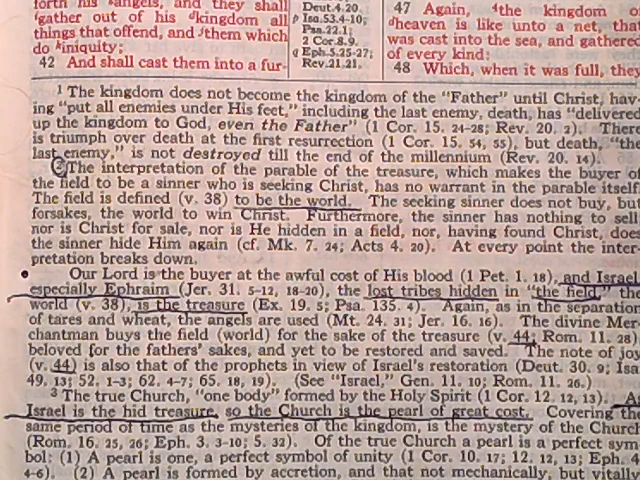 forth his angels, and they shall
gather out of his dkingdom all
things that offend, and fthem which
do hiniquity;
42 And shall cast them into a fur-
Deut.4.20.
p Isa.53.4-10;
Psa.22.1;
2 Cor.8.9.
q Eph.5.25-27;
Rev.21.21.
47 Again, the kingdom o
dheaven is like unto a net, that
was cast into the sea, and gathered
of every kind:
48 Which, when it was full, they
1 The kingdom does not become the kingdom of the "Father" until Christ, hav-
ing "put all enemies under His feet," including the last enemy, death, has "delivered
up the kingdom to God, even the Father" (1 Cor. 15. 24-28; Rev. 20. 2). There
is triumph over death at the first resurrection (1 Cor. 15. 54, 55), but death, "the
last enemy," is not destroyed till the end of the millennium (Rev. 20. 14).
2 The interpretation of the parable of the treasure, which makes the buyer of
the field to be a sinner who is seeking Christ, has no warrant in the parable itself.
The field is defined (v. 38) to be the world. The seeking sinner does not buy, but
forsakes, the world to win Christ. Furthermore, the sinner has nothing to sell,
nor is Christ for sale, nor is He hidden in a field, nor, having found Christ, does
the sinner hide Him again (cf. Mk. 7. 24; Acts 4. 20). At every point the inter-
pretation breaks down.
Our Lord is the buyer at the awful cost of His blood (1 Pet. 1. 18), and Israel
especially Ephraim (Jer. 31. 5-12, 18-20), the lost tribes hidden in "the field," the
world (v. 38), is the treasure (Ex. 19. 5; Psa. 135. 4). Again, as in the separation
of tares and wheat, the angels are used (Mt. 24. 31; Jer. 16. 16). The divine Mer-
chantman buys the field (world) for the sake of the treasure (v. 44; Rom. 11. 28)
beloved for the fathers' sakes, and yet to be restored and saved. The note of joy
(v. 44) is also that of the prophets in view of Israel's restoration (Deut. 30. 9; Isa
49. 13; 52. 1-3; 62. 4-7; 65. 18, 19). (See "Israel," Gen. 11. 10; Rom. 11. 26.)
3 The true Church, "one body" formed by the Holy Spirit (1 Cor. 12. 12, 13). As
Israel is the hid treasure, so the Church is the pearl of great cost. Covering the
same period of time as the mysteries of the kingdom, is the mystery of the Church
(Rom. 16. 25, 26; Eph. 3. 3-10; 5. 32). Of the true Church a pearl is a perfect sym-
bol: (1) A pearl is one, a perfect symbol of unity (1 Cor. 10. 17; 12. 12, 13; Eph. 4
4-6). (2) A pearl is formed by accretion, and that not mechanically, but vitally